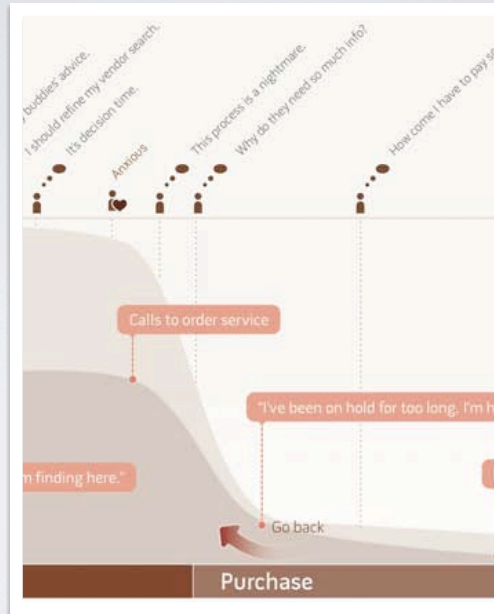 buddies' advice.
I should refine my vendor search.
It's decision time.
Anxious
This process is a nightmare.
Why do they need so much info?
How come I have to pay
Calls to order service
"I've been on hold for too long, I'm
finding here."
Go back
Purchase